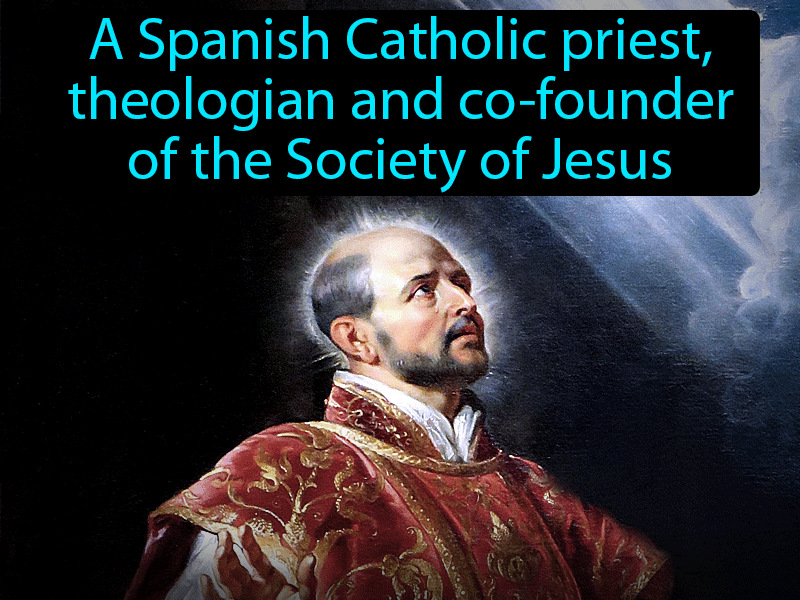 A Spanish Catholic priest,
theologian and co-founder
of the Society of Jesus